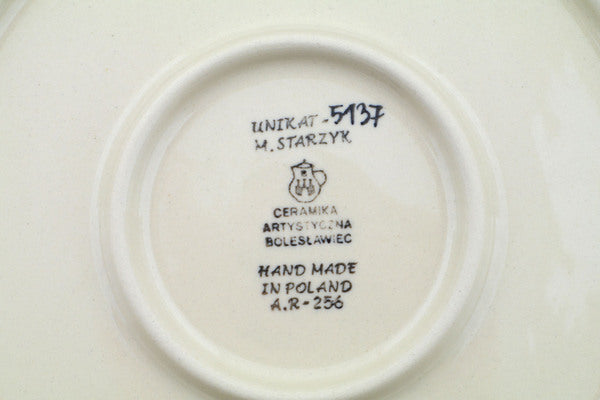 UNIKAT - 5137
M. STARZYK
CERAMIKA
ARTYSTYCZNA
BOLESŁAWIEC
HAND MADE
IN POLAND
A.R-256